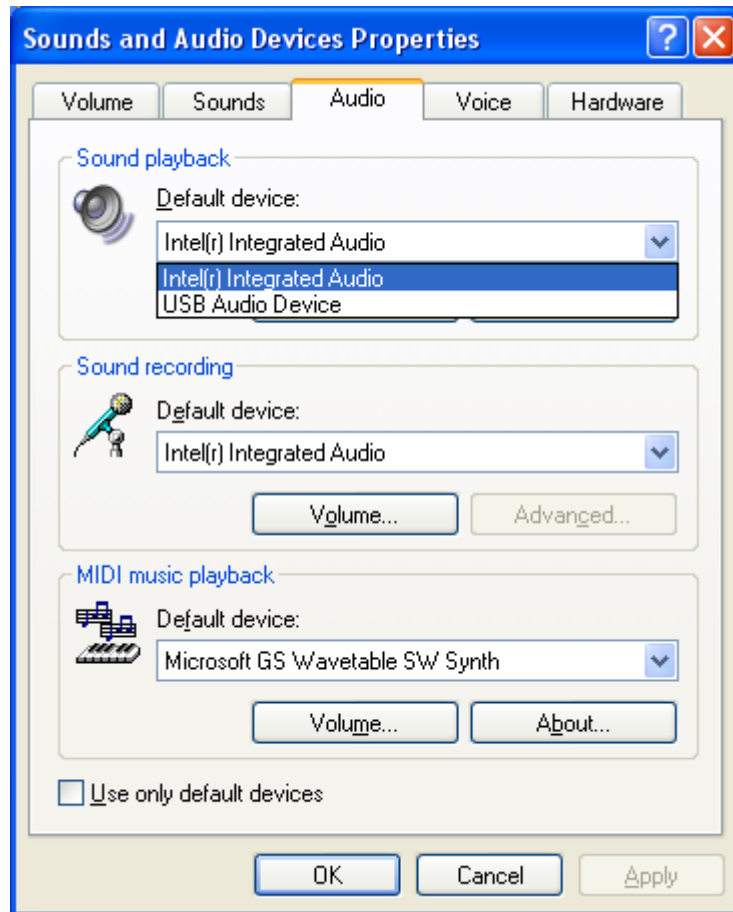 Sounds and Audio Devices Properties
Volume Sounds Audio Voice Hardware
Sound playback
Default device:
Intel(r) Integrated Audio
Intel(r) Integrated Audio
USB Audio Device
Sound recording
Default device:
Intel(r) Integrated Audio
Volume... Advanced...
MIDI music playback
Default device:
Microsoft GS Wavetable SW Synth
Volume... About...
Use only default devices
OK Cancel Apply